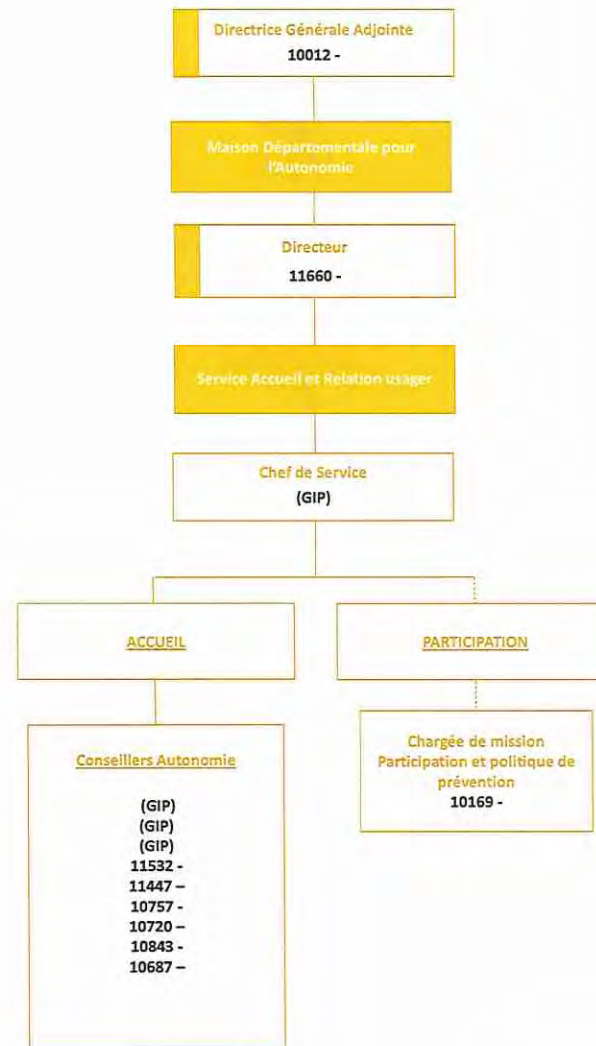 Directrice Générale Adjointe
10012 -
Maison Départementale pour
l'Autonomie
Directeur
11660 -
Service Accueil et Relation usager
Chef de Service
(GIP)
ACCUEIL
PARTICIPATION
Conseillers Autonomie
(GIP)
(GIP)
(GIP)
11532 -
11447 –
10757 -
10720 –
10843 -
10687 –
Chargée de mission
Participation et politique de
prévention
10169 -